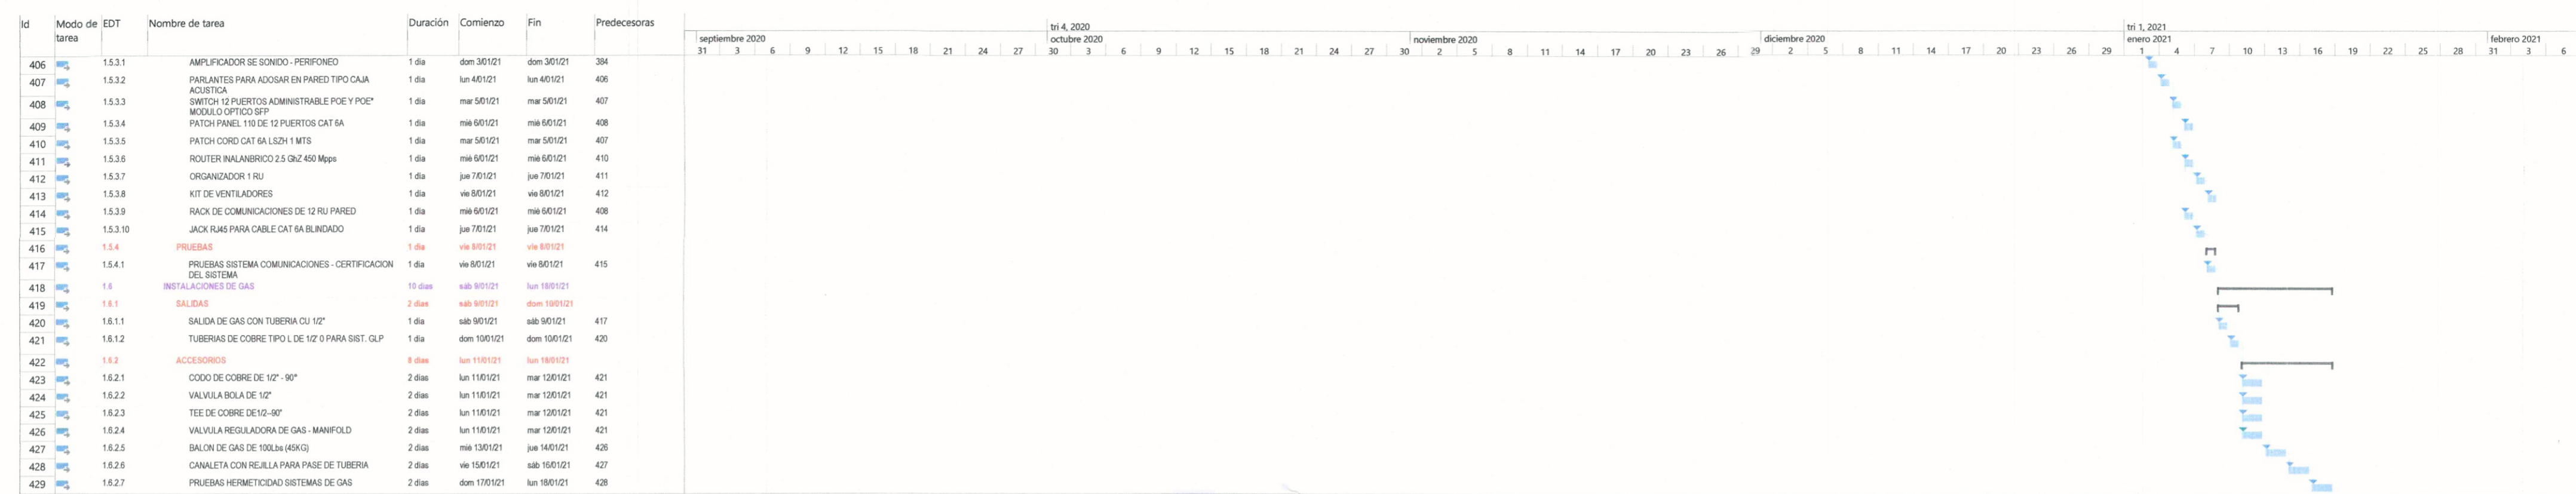 Id Modo de tarea EDT Nombre de tarea Duración Comienzo Fin Predecesoras
tri 4, 2020 tri 1, 2021
septiembre 2020 octubre 2020 noviembre 2020 diciembre 2020 enero 2021 febrero 2021
31 3 6 9 12 15 18 21 24 27 30 3 6 9 12 15 18 21 24 27 30 2 5 8 11 14 17 20 23 26 29 2 5 8 11 14 17 20 23 26 29 1 4 7 10 13 16 19 22 25 28 31 3 6
406 1.5.3.1 AMPLIFICADOR SE SONIDO - PERIFONEO 1 dia dom 3/01/21 dom 3/01/21 384
407 1.5.3.2 PARLANTES PARA ADOSAR EN PARED TIPO CAJA 1 dia lun 4/01/21 lun 4/01/21 406
ACUSTICA
408 1.5.3.3 SWITCH 12 PUERTOS ADMINISTRABLE POE Y POE* 1 dia mar 5/01/21 mar 5/01/21 407
MODULO OPTICO SFP
409 1.5.3.4 PATCH PANEL 110 DE 12 PUERTOS CAT 6A 1 dia mié 6/01/21 mié 6/01/21 408
410 1.5.3.5 PATCH CORD CAT 6A LSZH 1 MTS 1 dia mar 5/01/21 mar 5/01/21 407
411 1.5.3.6 ROUTER INALANBRICO 2.5 GhZ 450 Mpps 1 dia mié 6/01/21 mié 6/01/21 410
412 1.5.3.7 ORGANIZADOR 1 RU 1 dia jue 7/01/21 jue 7/01/21 411
413 1.5.3.8 KIT DE VENTILADORES 1 dia vie 8/01/21 vie 8/01/21 412
414 1.5.3.9 RACK DE COMUNICACIONES DE 12 RU PARED 1 dia mié 6/01/21 mié 6/01/21 408
415 1.5.3.10 JACK RJ45 PARA CABLE CAT 6A BLINDADO 1 dia jue 7/01/21 jue 7/01/21 414
416 1.5.4 PRUEBAS 1 dia vie 8/01/21 vie 8/01/21
417 1.5.4.1 PRUEBAS SISTEMA COMUNICACIONES - CERTIFICACION 1 dia vie 8/01/21 vie 8/01/21 415
DEL SISTEMA
418 1.6 INSTALACIONES DE GAS 10 dias sáb 9/01/21 lun 18/01/21
419 1.6.1 SALIDAS 2 dias sáb 9/01/21 dom 10/01/21
420 1.6.1.1 SALIDA DE GAS CON TUBERIA CU 1/2" 1 dia sáb 9/01/21 sáb 9/01/21 417
421 1.6.1.2 TUBERIAS DE COBRE TIPO L DE 1/2' 0 PARA SIST. GLP 1 dia dom 10/01/21 dom 10/01/21 420
422 1.6.2 ACCESORIOS 8 dias lun 11/01/21 lun 18/01/21
423 1.6.2.1 CODO DE COBRE DE 1/2" - 90° 2 dias lun 11/01/21 mar 12/01/21 421
424 1.6.2.2 VALVULA BOLA DE 1/2" 2 dias lun 11/01/21 mar 12/01/21 421
425 1.6.2.3 TEE DE COBRE DE1/2--90° 2 dias lun 11/01/21 mar 12/01/21 421
426 1.6.2.4 VALVULA REGULADORA DE GAS - MANIFOLD 2 dias lun 11/01/21 mar 12/01/21 421
427 1.6.2.5 BALON DE GAS DE 100Lbs (45KG) 2 dias mié 13/01/21 jue 14/01/21 426
428 1.6.2.6 CANALETA CON REJILLA PARA PASE DE TUBERIA 2 dias vie 15/01/21 sáb 16/01/21 427
429 1.6.2.7 PRUEBAS HERMETICIDAD SISTEMAS DE GAS 2 dias dom 17/01/21 lun 18/01/21 428